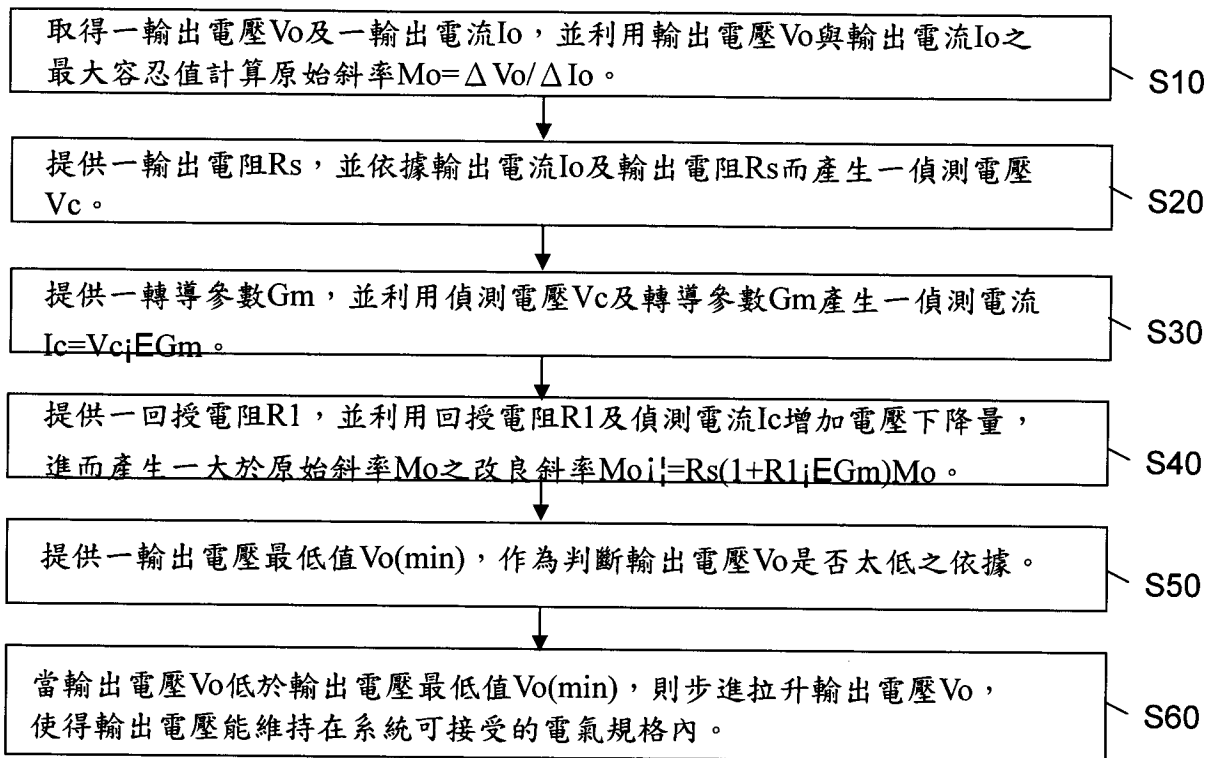 取得一輸出電壓Vo及一輸出電流Io，並利用輸出電壓Vo與輸出電流Io之
最大容忍值計算原始斜率Mo=△Vo/△Io。
S10
提供一輸出電阻Rs，並依據輸出電流Io及輸出電阻Rs而產生一偵測電壓
Vc。
S20
提供一轉導參數Gm，並利用偵測電壓Vc及轉導參數Gm產生一偵測電流
Ic=Vc¡EGm。
S30
提供一回授電阻R1，並利用回授電阻R1及偵測電流Ic增加電壓下降量，
進而產生一大於原始斜率Mo之改良斜率Mo¡¦=Rs(1+R1¡EGm)Mo。
S40
提供一輸出電壓最低值Vo(min)，作為判斷輸出電壓Vo是否太低之依據。
S50
當輸出電壓Vo低於輸出電壓最低值Vo(min)，則步進拉升輸出電壓Vo，
使得輸出電壓能維持在系統可接受的電氣規格內。
S60